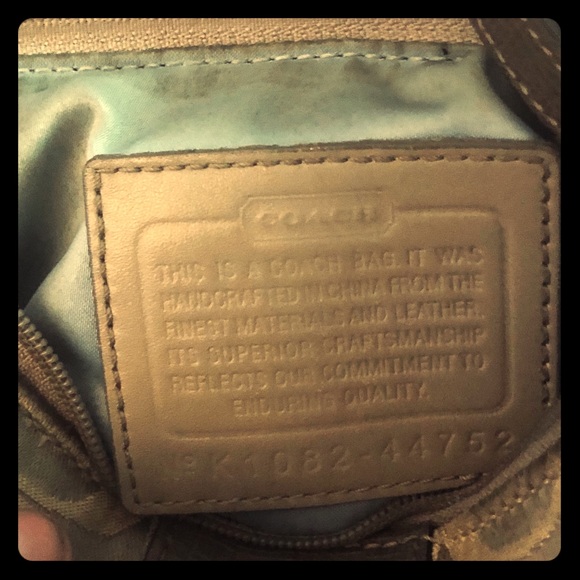 COACH
THIS IS A COACH BAG. IT WAS
HANDCRAFTED IN CHINA FROM THE
FINEST MATERIALS AND LEATHER.
ITS SUPERIOR CRAFTSMANSHIP
REFLECTS OUR COMMITMENT TO
ENDURING QUALITY.
Nº K1082-44752